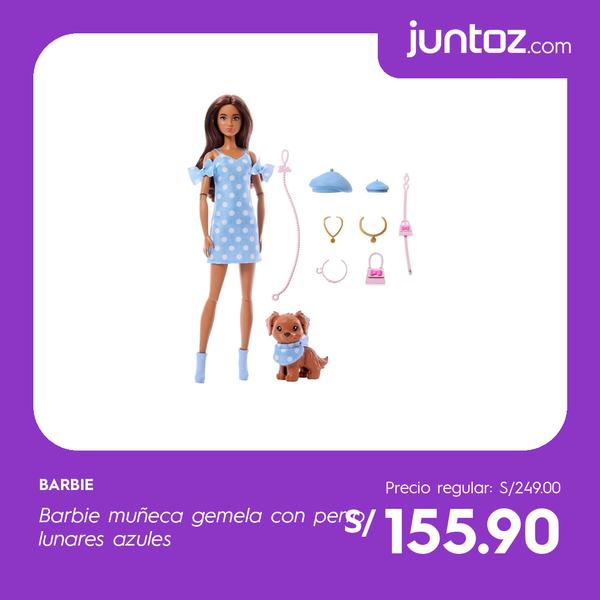 juntoz.com
BARBIE
Barbie muñeca gemela con perro
lunares azules
Precio regular: S/249.00
S/ 155.90